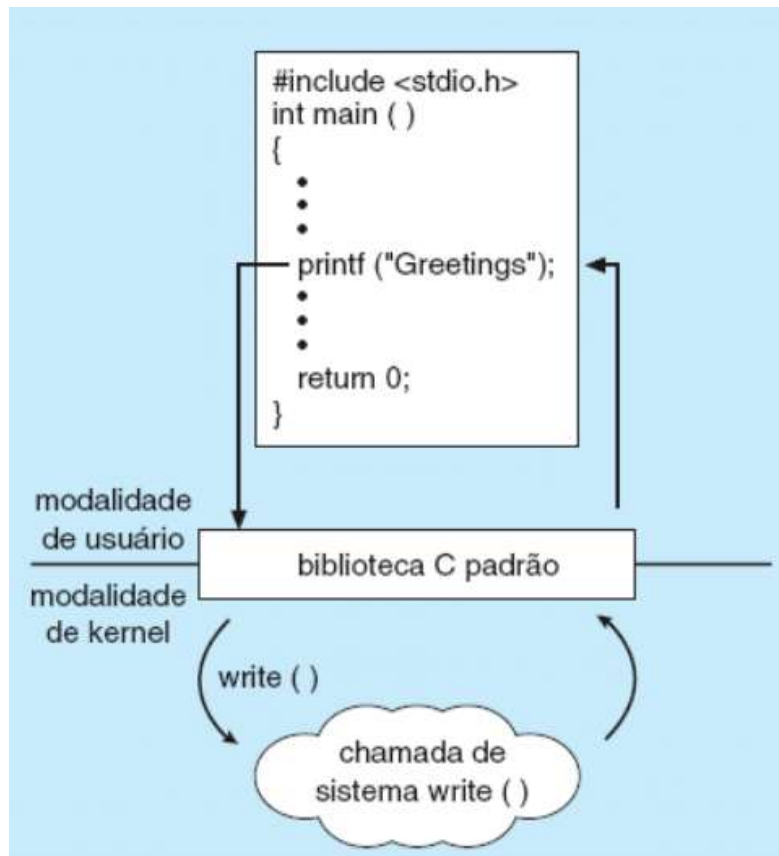 #include <stdio.h>
int main ( )
{
•
•
•
printf ("Greetings");
•
•
•
return 0;
}
modalidade
de usuário
biblioteca C padrão
modalidade
de kernel
write ( )
chamada de
sistema write ( )